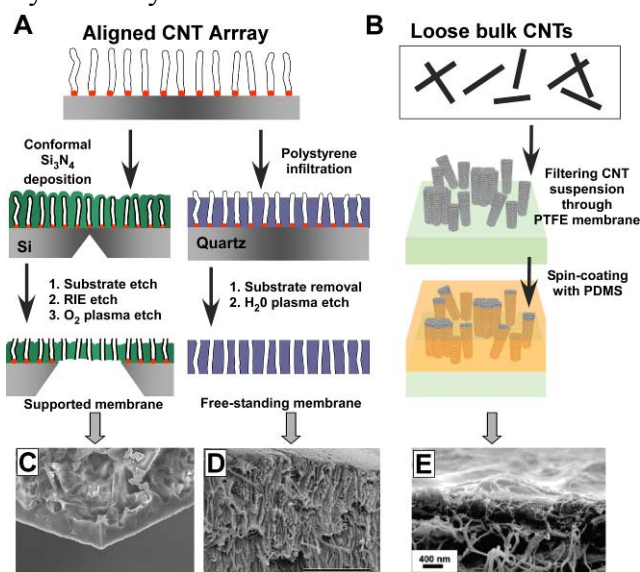 A
Aligned CNT Arrray
Conformal
Si3N4
deposition
Polystyrene
infiltration
Si
Quartz
1. Substrate etch
2. RIE etch
3. O2 plasma etch
1. Substrate removal
2. H20 plasma etch
Supported membrane
Free-standing membrane
B
Loose bulk CNTs
Filtering CNT
suspension
through
PTFE membrane
Spin-coating
with PDMS
C
D
E
400 nm